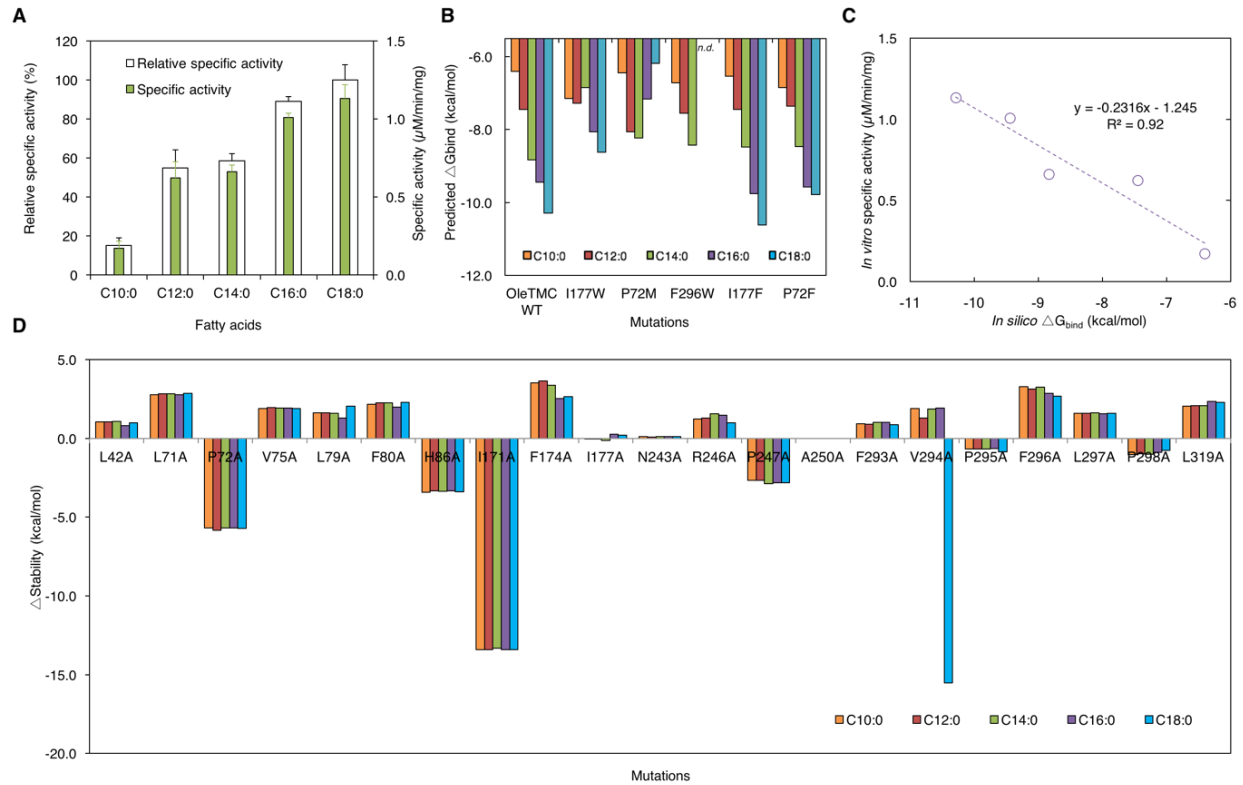 A
120
100
80
60
40
20
0
Relative specific activity (%)
Relative specific activity
Specific activity
1.5
1.0
0.5
0.0
Specific activity (µM/min/mg)
C10:0 C12:0 C14:0 C16:0 C18:0
Fatty acids
B
-6.0
-8.0
-10.0
-12.0
Predicted △Gbind (kcal/mol)
n.d.
C10:0 C12:0 C14:0 C16:0 C18:0
OleTMC WT I177W P72M F296W I177F P72F
Mutations
C
1.5
1.0
0.5
0.0
In vitro specific activity (µM/min/mg)
y = -0.2316x - 1.245
R² = 0.92
-11 -10 -9 -8 -7 -6
In silico △Gbind (kcal/mol)
D
5.0
0.0
-5.0
-10.0
-15.0
-20.0
△Stability (kcal/mol)
L42A L71A P72A V75A L79A F80A H86A I171A F174A I177A N243A R246A P247A A250A F293A V294A P295A F296A L297A P298A L319A
C10:0 C12:0 C14:0 C16:0 C18:0
Mutations